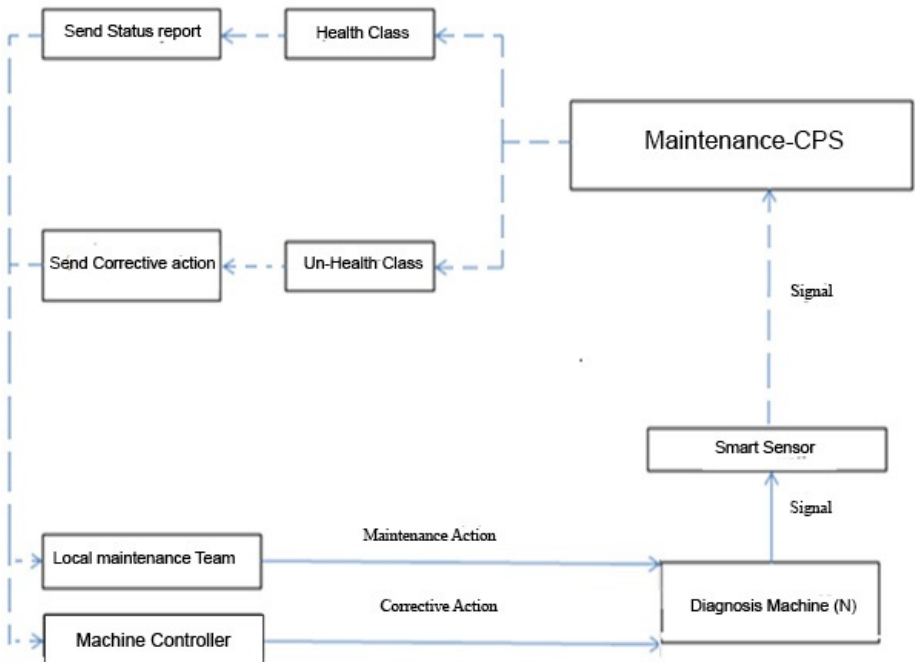 Send Status report
Health Class
Maintenance-CPS
Send Corrective action
Un-Health Class
Signal
Smart Sensor
Signal
Maintenance Action
Local maintenance Team
Corrective Action
Diagnosis Machine (N)
Machine Controller